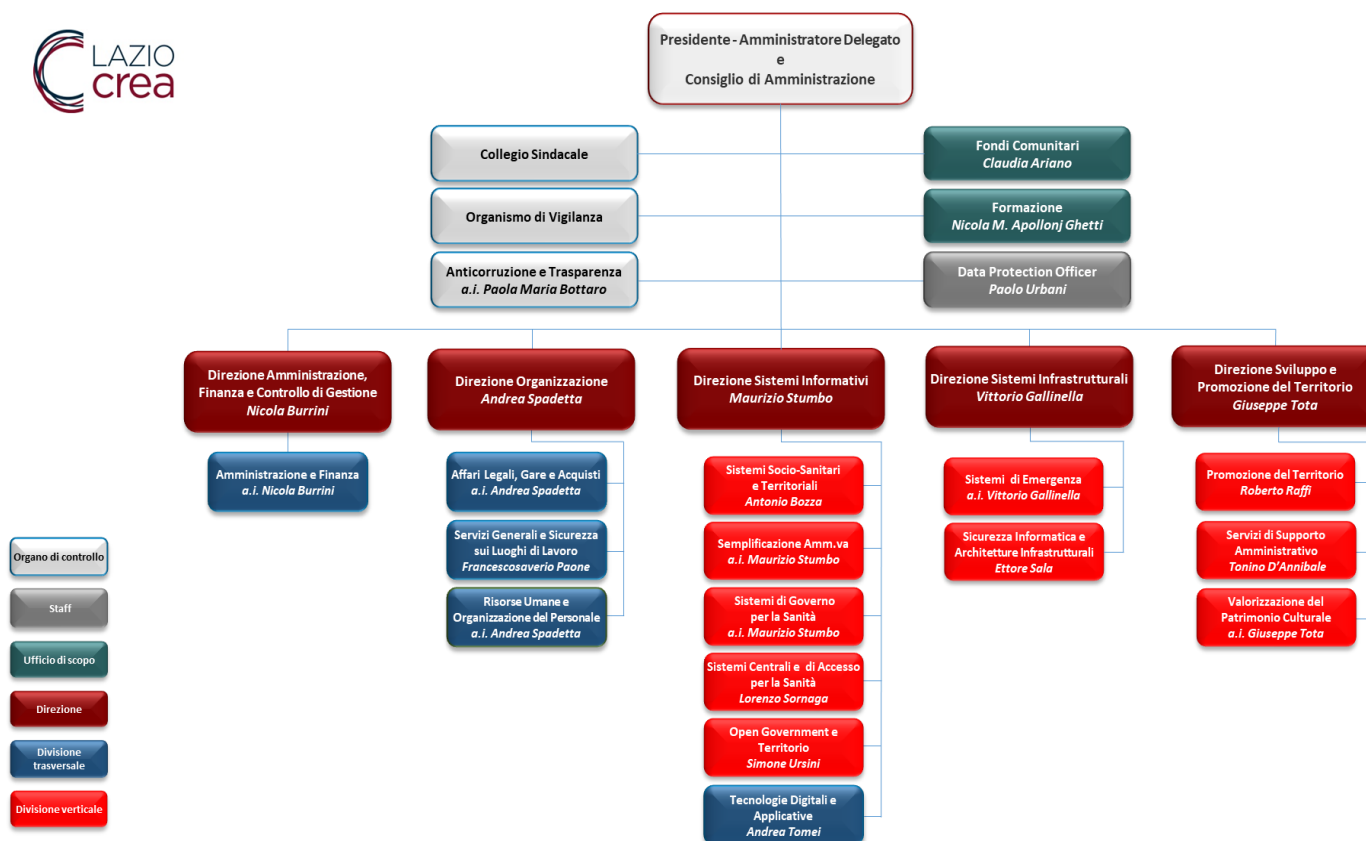 LAZIO
crea
Presidente - Amministratore Delegato
e
Consiglio di Amministrazione
Collegio Sindacale
Fondi Comunitari
Claudia Ariano
Organismo di Vigilanza
Formazione
Nicola M. Apollonj Ghetti
Anticorruzione e Trasparenza
a.i. Paola Maria Bottaro
Data Protection Officer
Paolo Urbani
Direzione Amministrazione,
Finanza e Controllo di Gestione
Nicola Burrini
Direzione Organizzazione
Andrea Spadetta
Direzione Sistemi Informativi
Maurizio Stumbo
Direzione Sistemi Infrastrutturali
Vittorio Gallinella
Direzione Sviluppo e
Promozione del Territorio
Giuseppe Tota
Amministrazione e Finanza
a.i. Nicola Burrini
Affari Legali, Gare e Acquisti
a.i. Andrea Spadetta
Servizi Generali e Sicurezza
sui Luoghi di Lavoro
Francescosaverio Paone
Risorse Umane e
Organizzazione del Personale
a.i. Andrea Spadetta
Sistemi Socio-Sanitari
e Territoriali
Antonio Bozza
Semplificazione Amm.va
a.i. Maurizio Stumbo
Sistemi di Governo
per la Sanità
a.i. Maurizio Stumbo
Sistemi Centrali e di Accesso
per la Sanità
Lorenzo Sornaga
Open Government e
Territorio
Simone Ursini
Tecnologie Digitali e
Applicative
Andrea Tomei
Sistemi di Emergenza
a.i. Vittorio Gallinella
Sicurezza Informatica e
Architetture Infrastrutturali
Ettore Sala
Promozione del Territorio
Roberto Raffi
Servizi di Supporto
Amministrativo
Tonino D'Annibale
Valorizzazione del
Patrimonio Culturale
a.i. Giuseppe Tota
Organo di controllo
Staff
Ufficio di scopo
Direzione
Divisione
trasversale
Divisione verticale